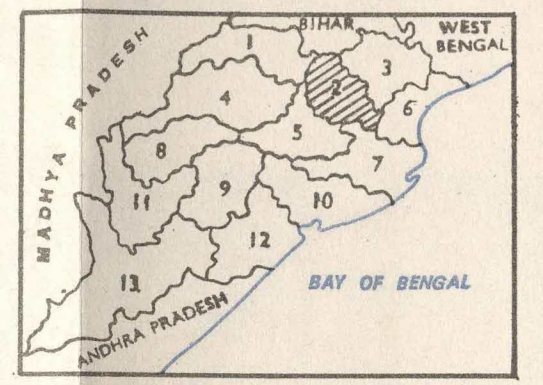 BIHAR
WEST
BENGAL
MADHYA PRADESH
1
2
3
4
5
6
7
8
9
10
11
12
13
BAY OF BENGAL
ANDHRA PRADESH